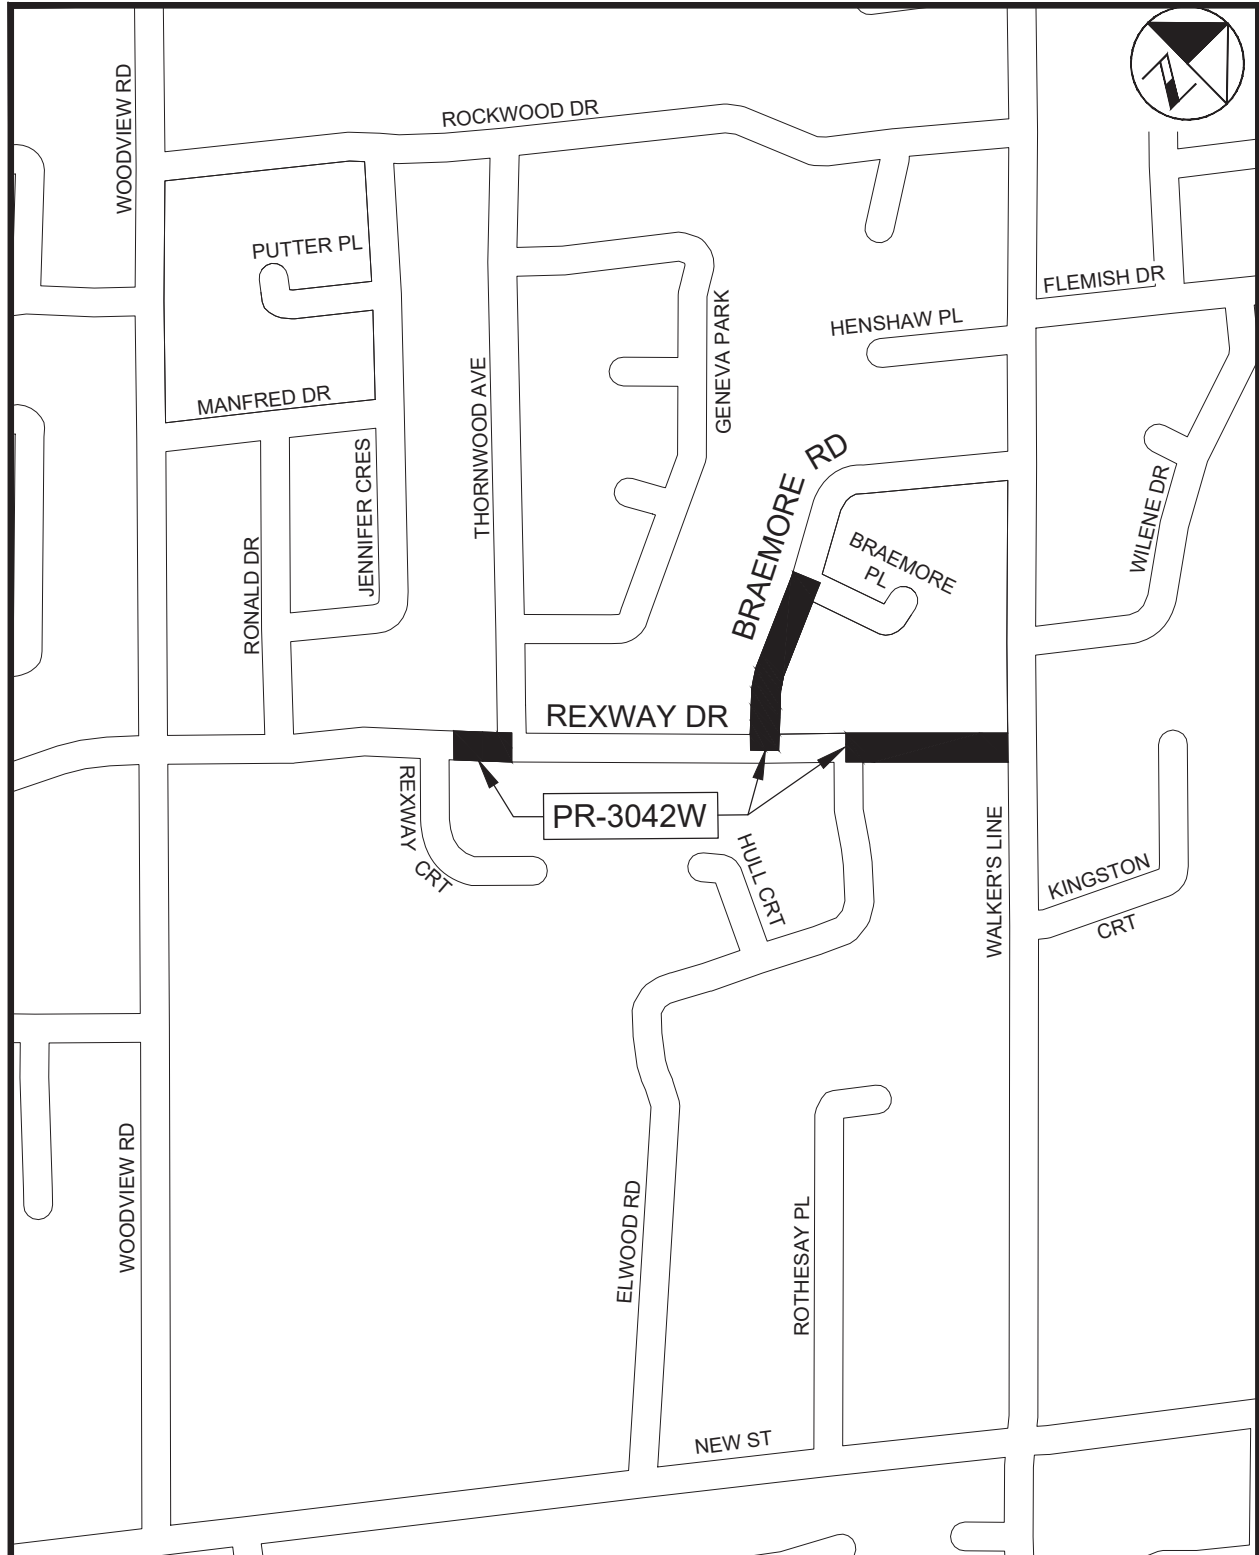 WOODVIEW RD
ROCKWOOD DR
N
PUTTER PL
FLEMISH DR
HENSHAW PL
GENEVA PARK
THORNWOOD AVE
MANFRED DR
JENNIFER CRES
RONALD DR
BRAEMORE RD
BRAEMORE
PL
WILENE DR
REXWAY DR
REXWAY CRT
PR-3042W
HULL CRT
WALKER'S LINE
KINGSTON
CRT
WOODVIEW RD
ELWOOD RD
ROTHESAY PL
NEW ST